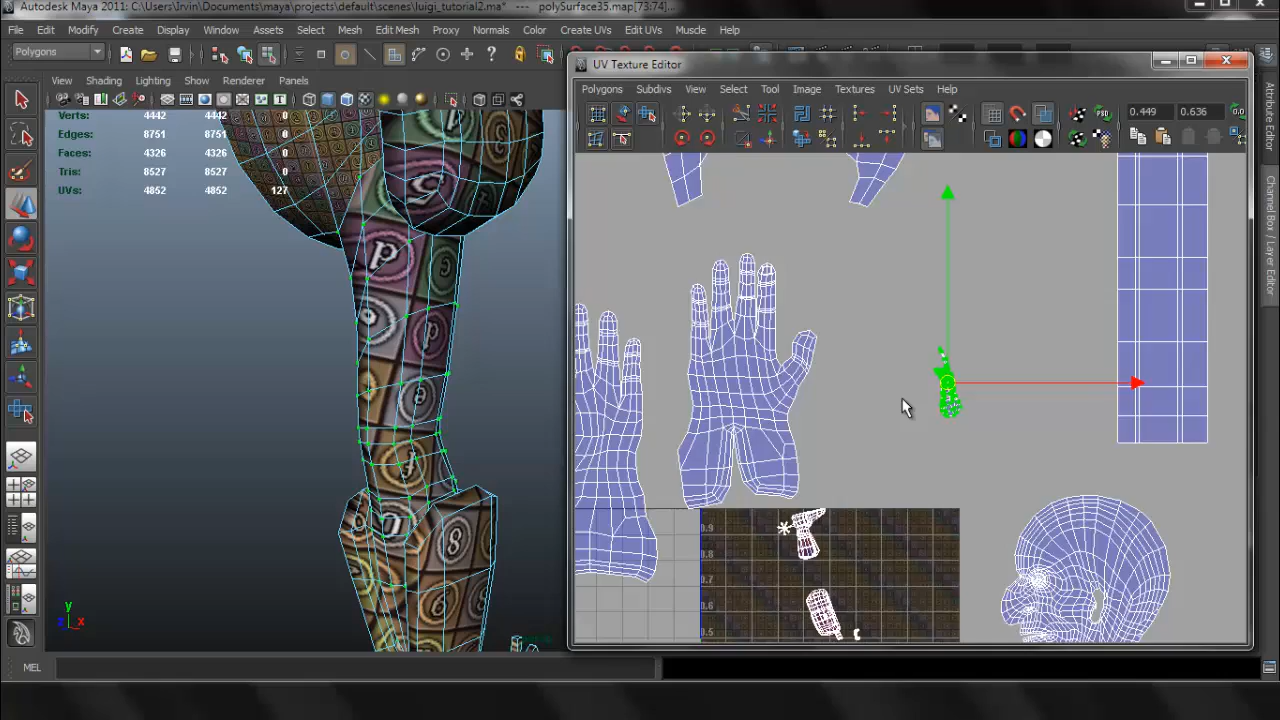 Autodesk Maya 2011: C:\Users\Irvin\Documents\maya\projects\default\scenes\luigi_tutorial2.ma* --- polySurface35.map[73:74]...
File Edit Modify Create Display Window Assets Select Mesh Edit Mesh Proxy Normals Color Create UVs Edit UVs Muscle Help
Polygons
UV Texture Editor
View Shading Lighting Show Renderer Panels
Polygons Subdivs View Select Tool Image Textures UV Sets Help
PSD
0.449 0.636 0.0
Verts: 4442 4442 0
Edges: 8751 8751 0
Faces: 4326 4326 0
Tris: 8527 8527 0
UVs: 4852 4852 127
Attribute Editor
Channel Box / Layer Editor
p
p
8
0.9
0.8
0.7
0.6
0.5
y
z x
MEL